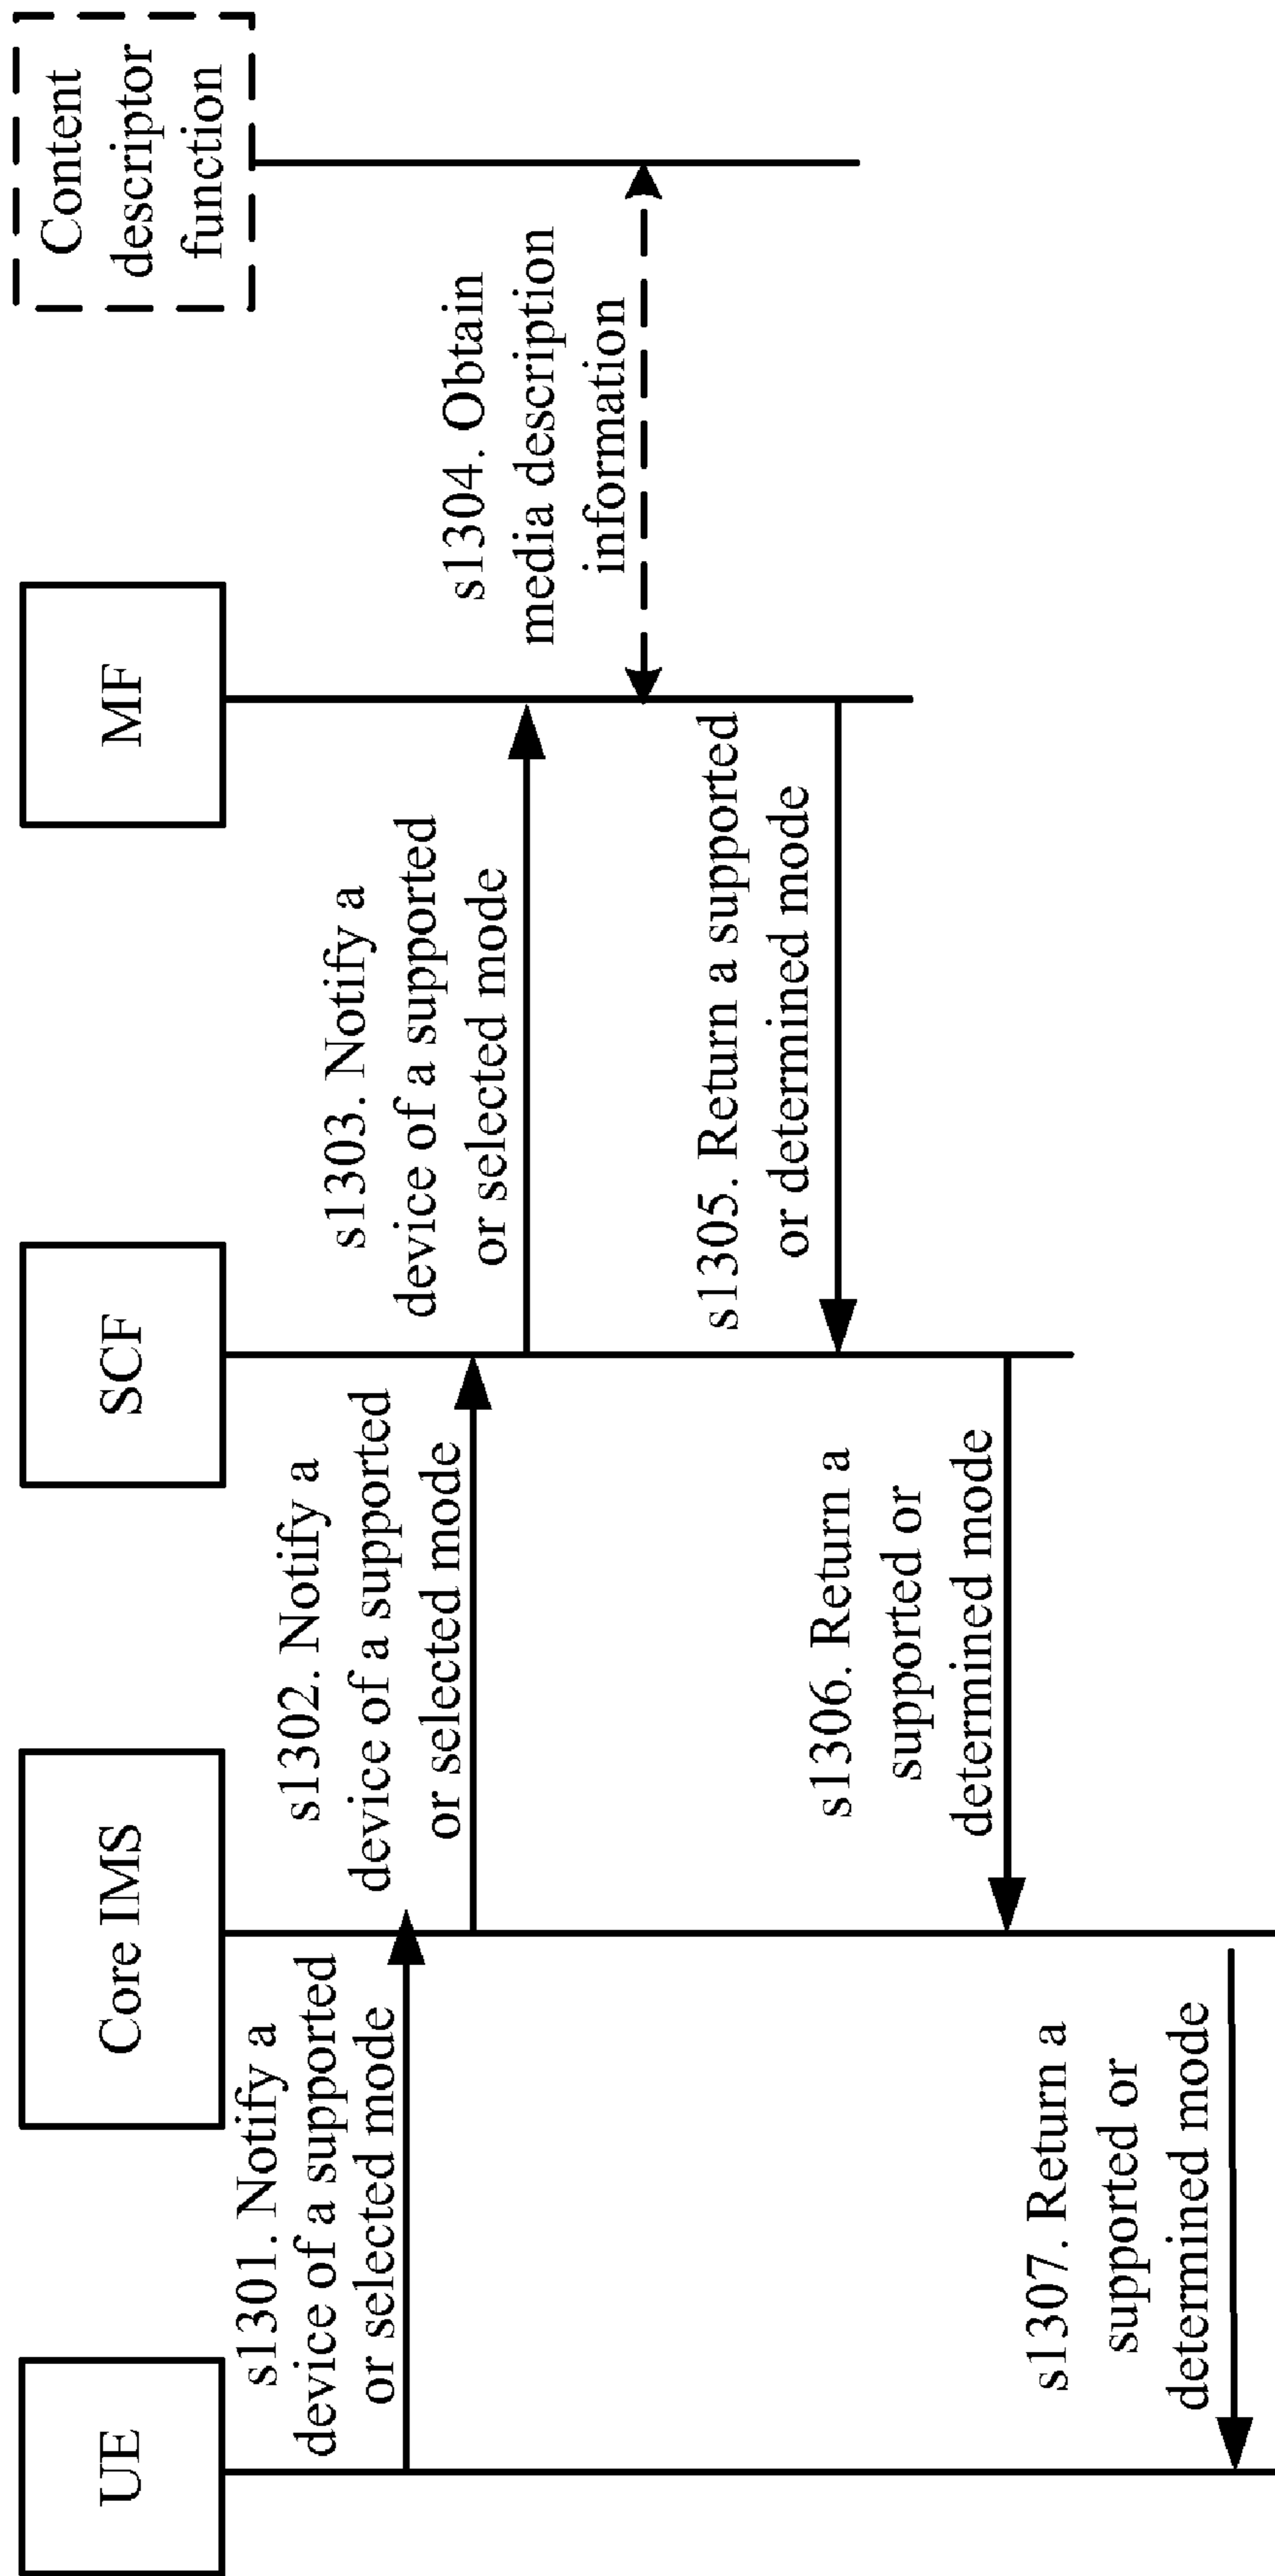 UE
Core IMS
SCF
MF
Content
descriptor
function
s1301. Notify a
device of a supported
or selected mode
s1302. Notify a
device of a supported
or selected mode
s1303. Notify a
device of a supported
or selected mode
s1304. Obtain
media description
information
s1305. Return a supported
or determined mode
s1306. Return a
supported or
determined mode
s1307. Return a
supported or
determined mode